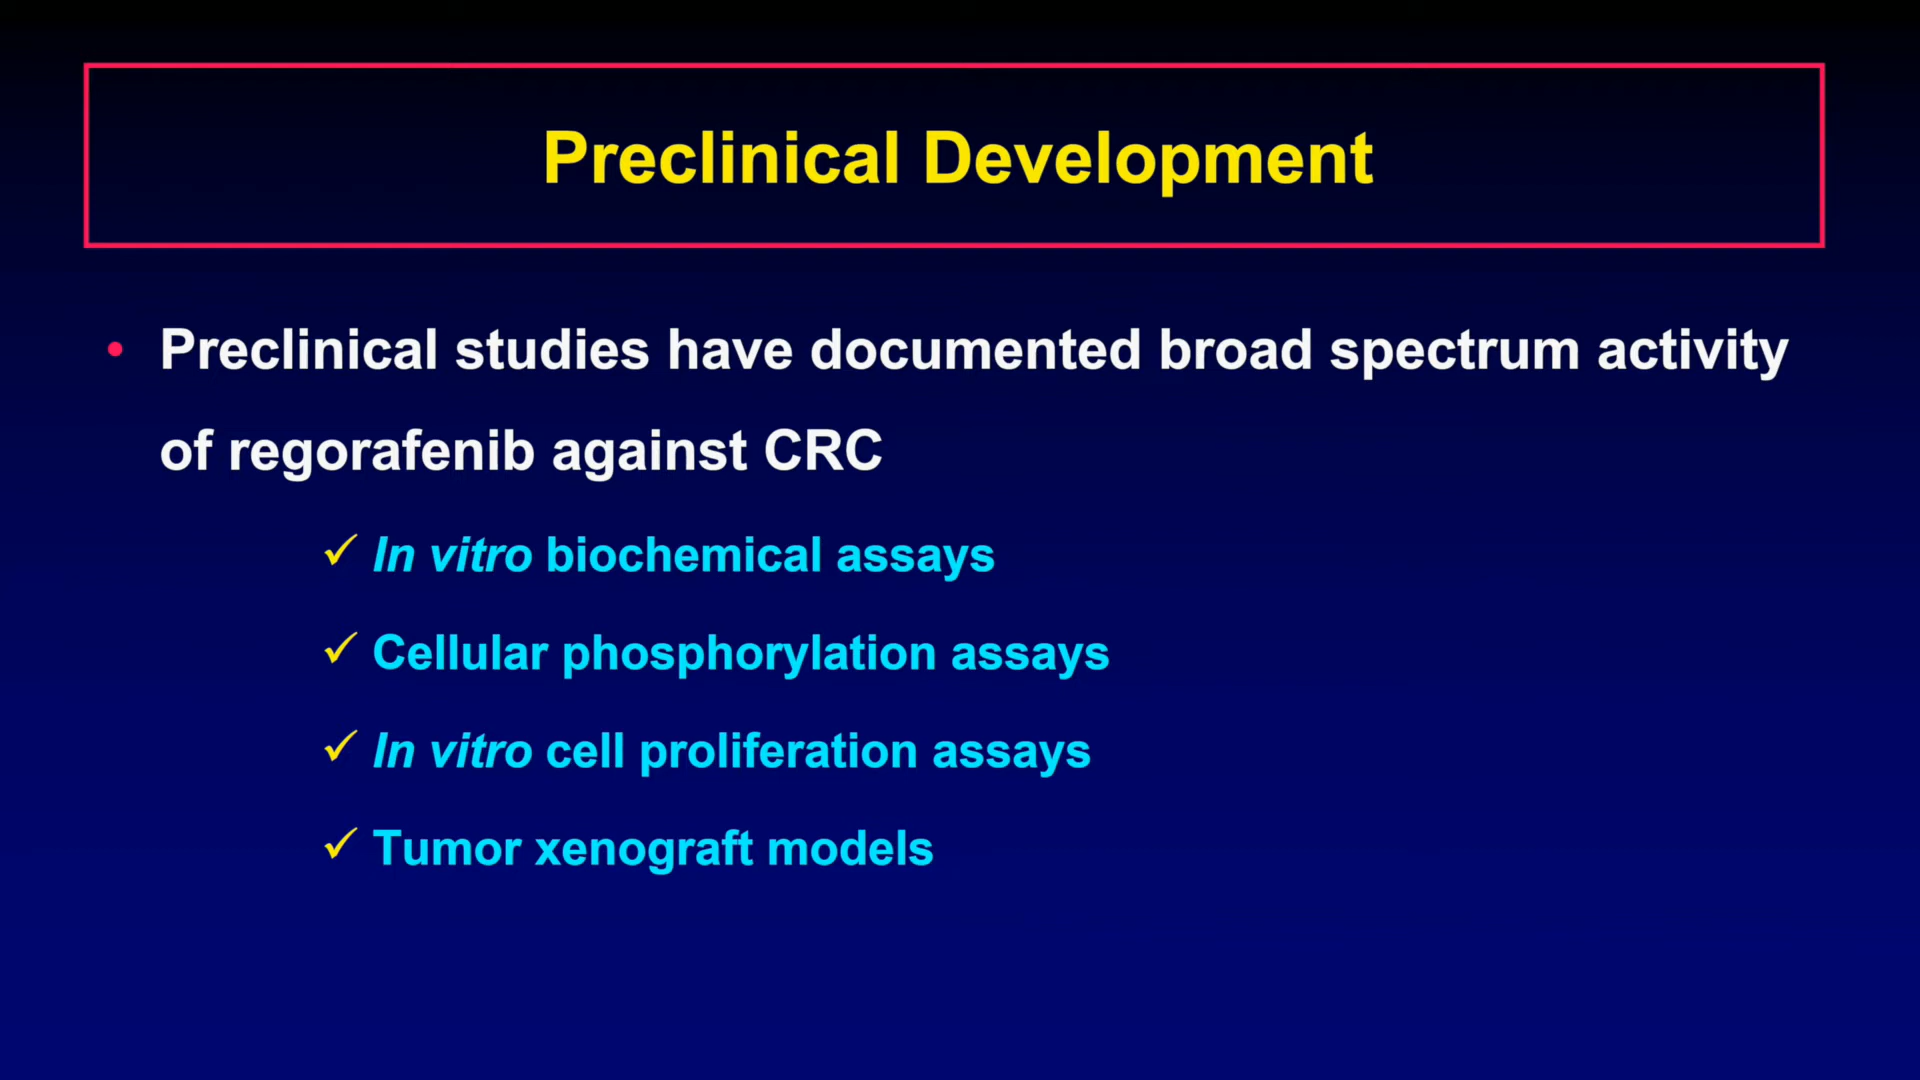 Preclinical Development
• Preclinical studies have documented broad spectrum activity
of regorafenib against CRC
✓ In vitro biochemical assays
✓ Cellular phosphorylation assays
✓ In vitro cell proliferation assays
✓ Tumor xenograft models